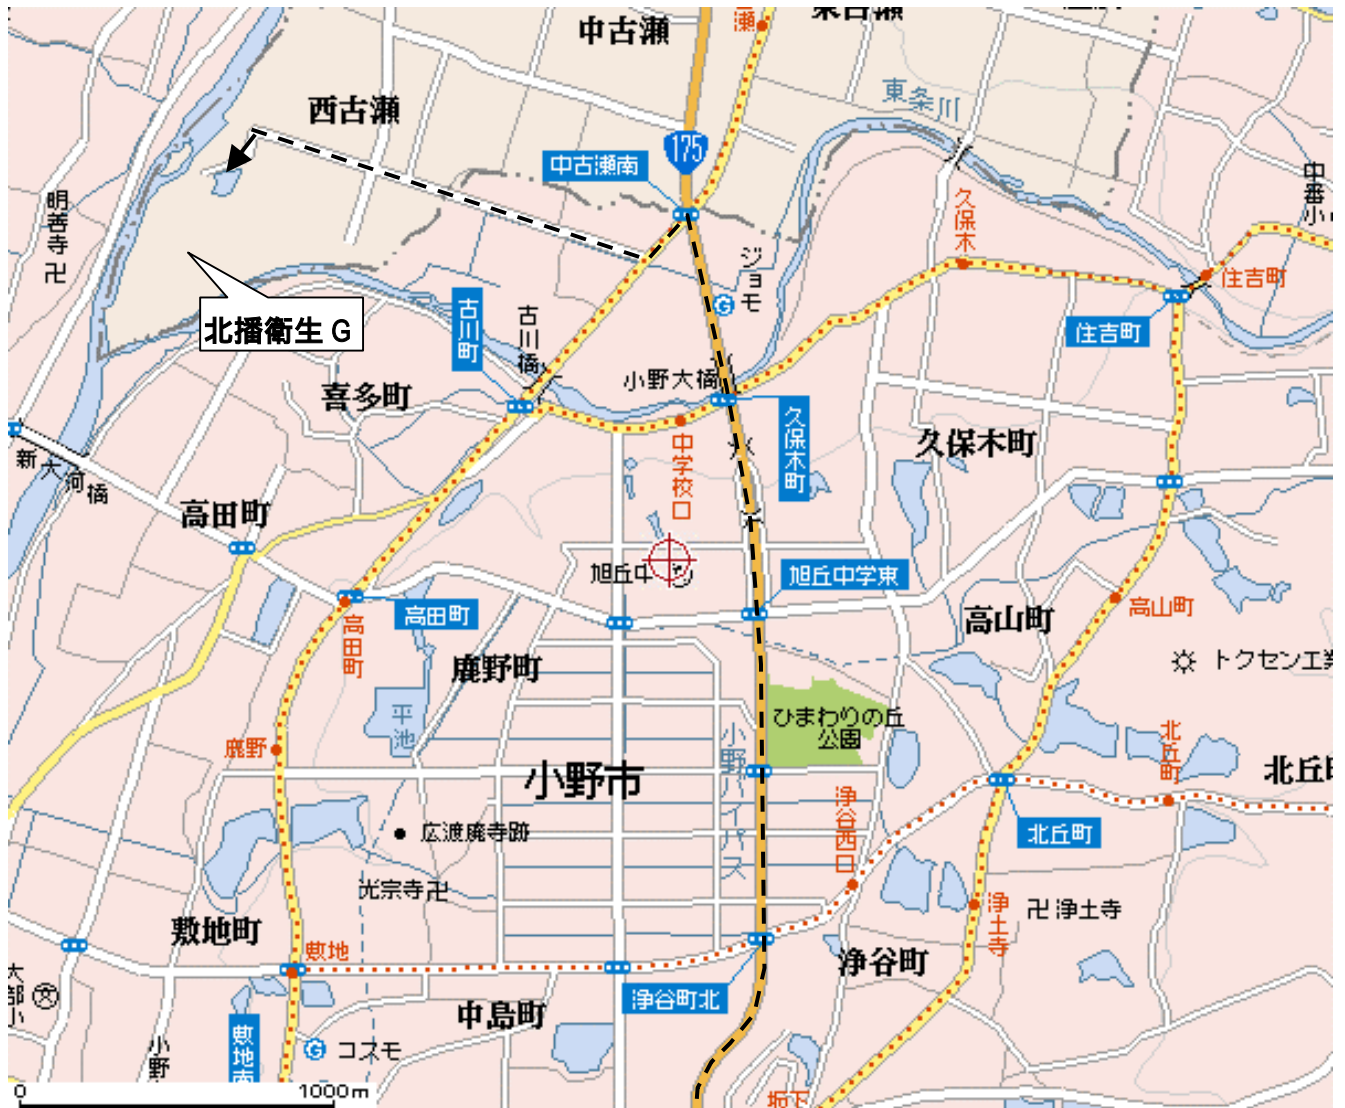 中古瀬
東古瀬
瀬
西古瀬
東条川
175
中古瀬南
久保木
中番小
明善寺
卍
ジョモ
住吉町
住吉町
北播衛生 G
古川町
古川橋
小野大橋
喜多町
久保木町
中学校口
久保木町
新大河橋
高田町
旭丘中
旭丘中学東
高田町
高田町
高山町
高山町
鹿野町
トクセン工業
平池
ひまわりの丘
公園
小野バイパス
北丘町
鹿野
小野市
北丘町
浄谷西口
北丘町
広渡廃寺跡
光宗寺卍
卍浄土寺
浄土寺
敷地町
敷地
浄谷町
大部小
浄谷町北
中島町
敷地南
コスモ
小野
0
1000m
坂下